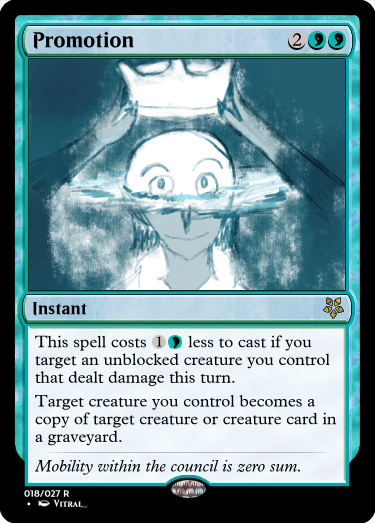 Promotion 2
Instant
This spell costs 1 less to cast if you
target an unblocked creature you control
that dealt damage this turn.
Target creature you control becomes a
copy of target creature or creature card in
a graveyard.
Mobility within the council is zero sum.
018/027 R
• VITRAL_